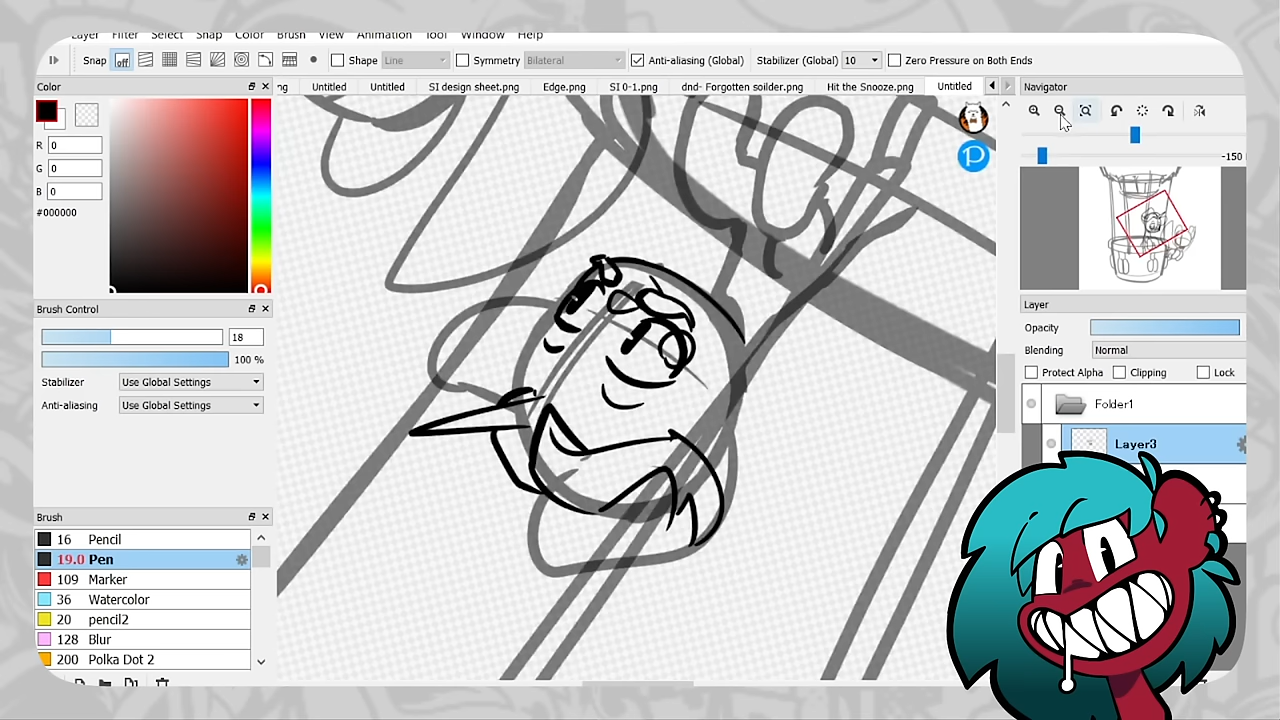 Layer Filter Select Snap Color Brush View Animation Tool Window Help
Snap off Shape Line Symmetry Bilateral Anti-aliasing (Global) Stabilizer (Global) 10 Zero Pressure on Both Ends
Color
ng Untitled Untitled SI design sheet.png Edge.png SI 0-1.png dnd- Forgotten soilder.png Hit the Snooze.png Untitled
Navigator
R 0
G 0
B 0
#000000
P
-150
Brush Control
18
100 %
Stabilizer Use Global Settings
Anti-aliasing Use Global Settings
Layer
Opacity
Blending Normal
Protect Alpha Clipping Lock
Folder1
Layer3
Brush
16 Pencil
19.0 Pen
109 Marker
36 Watercolor
20 pencil2
128 Blur
200 Polka Dot 2